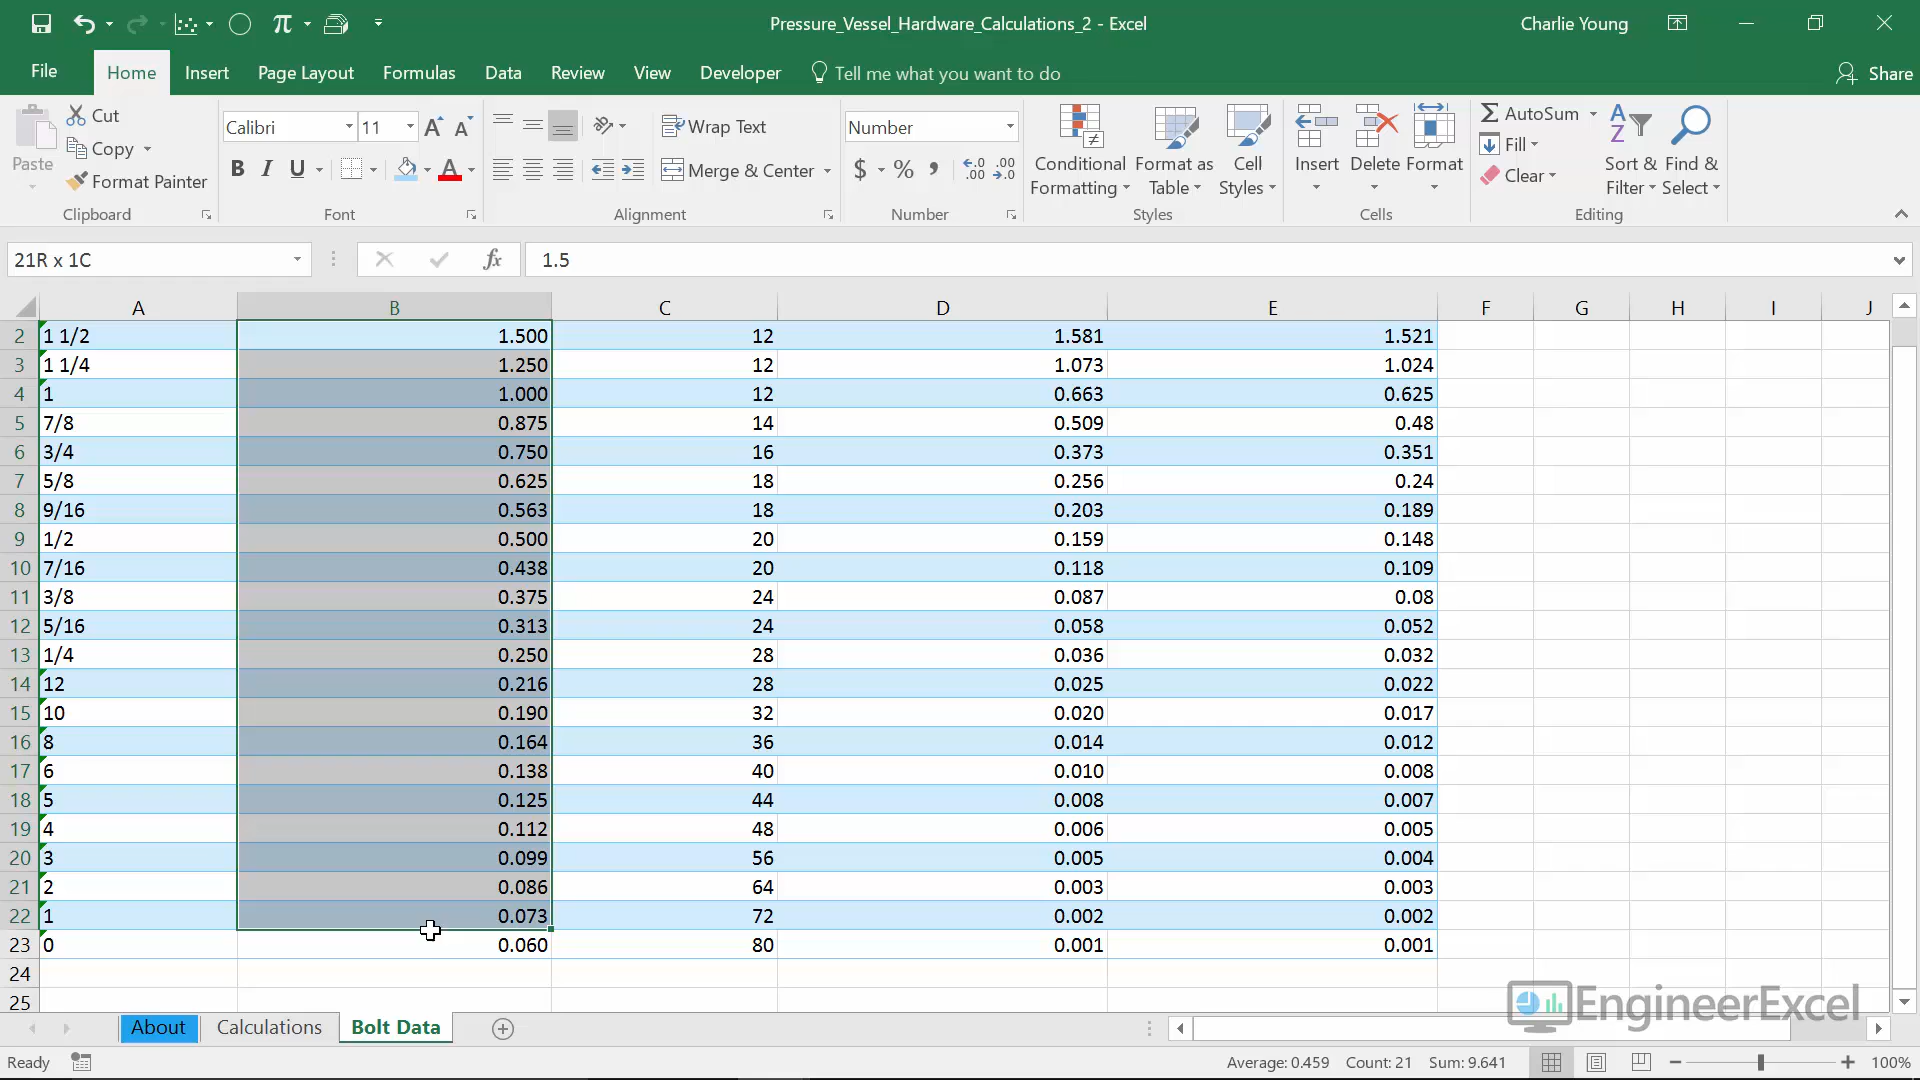 Pressure_Vessel_Hardware_Calculations_2 - Excel
Charlie Young
File
Home
Insert
Page Layout
Formulas
Data
Review
View
Developer
Tell me what you want to do
Share
Paste
Cut
Copy
Format Painter
Clipboard
Calibri
11
B I U
Font
Wrap Text
Merge & Center
Alignment
Number
$ % ,
Number
Conditional Formatting
Format as Table
Cell Styles
Styles
Insert
Delete
Format
Cells
AutoSum
Fill
Clear
Sort & Filter
Find & Select
Editing
21R x 1C
fx
1.5
A B C D E F G H I J
2 1 1/2 1.500 12 1.581 1.521
3 1 1/4 1.250 12 1.073 1.024
4 1 1.000 12 0.663 0.625
5 7/8 0.875 14 0.509 0.48
6 3/4 0.750 16 0.373 0.351
7 5/8 0.625 18 0.256 0.24
8 9/16 0.563 18 0.203 0.189
9 1/2 0.500 20 0.159 0.148
10 7/16 0.438 20 0.118 0.109
11 3/8 0.375 24 0.087 0.08
12 5/16 0.313 24 0.058 0.052
13 1/4 0.250 28 0.036 0.032
14 12 0.216 28 0.025 0.022
15 10 0.190 32 0.020 0.017
16 8 0.164 36 0.014 0.012
17 6 0.138 40 0.010 0.008
18 5 0.125 44 0.008 0.007
19 4 0.112 48 0.006 0.005
20 3 0.099 56 0.005 0.004
21 2 0.086 64 0.003 0.003
22 1 0.073 72 0.002 0.002
23 0 0.060 80 0.001 0.001
24
25
EngineerExcel
About
Calculations
Bolt Data
Ready
Average: 0.459
Count: 21
Sum: 9.641
100%